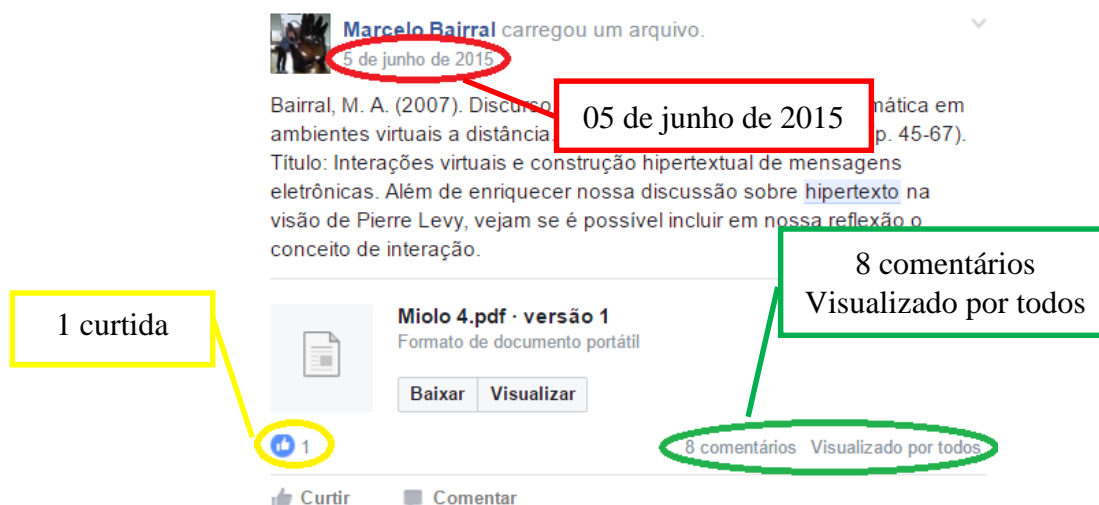 Marcelo Bairral carregou um arquivo.
5 de junho de 2015
05 de junho de 2015
Bairral, M. A. (2007). Discurso mática em
ambientes virtuais a distância. p. 45-67).
Título: Interações virtuais e construção hipertextual de mensagens
eletrônicas. Além de enriquecer nossa discussão sobre hipertexto na
visão de Pierre Levy, vejam se é possível incluir em nossa reflexão o
conceito de interação.
8 comentários
Visualizado por todos
1 curtida
Miolo 4.pdf · versão 1
Formato de documento portátil
Baixar Visualizar
1
8 comentários Visualizado por todos
Curtir Comentar